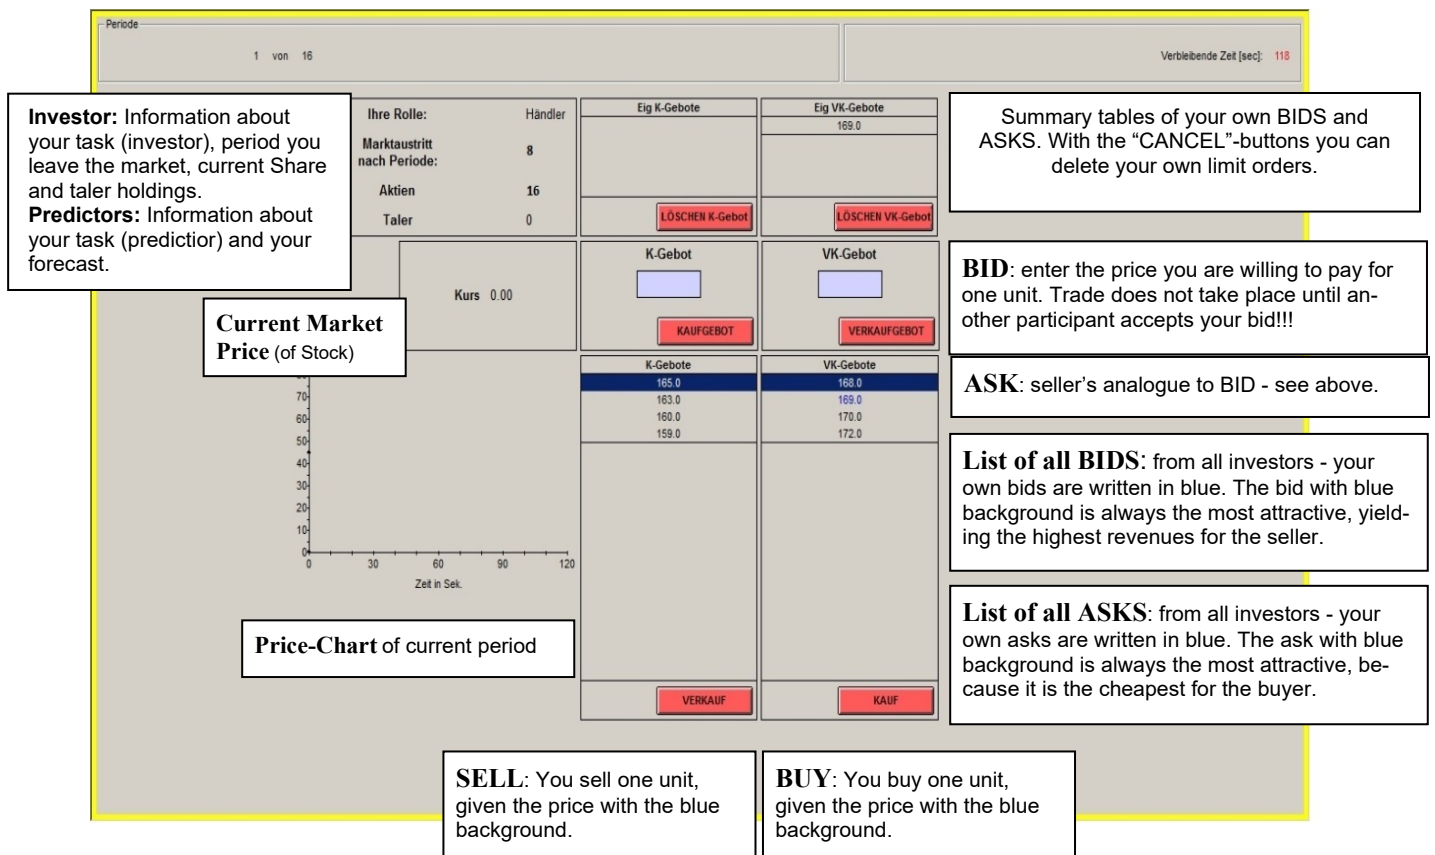 Periode
1 von 16
Verbleibende Zeit [sec]: 118
Investor: Information about
your task (investor), period you
leave the market, current Share
and taler holdings.
Predictors: Information about
your task (predictior) and your
forecast.
Ihre Rolle: Händler
Marktaustritt
nach Periode: 8
Aktien 16
Taler 0
Eig K-Gebote
LÖSCHEN K-Gebot
Eig VK-Gebote
169.0
LÖSCHEN VK-Gebot
Summary tables of your own BIDS and
ASKS. With the “CANCEL”-buttons you can
delete your own limit orders.
Kurs 0.00
Current Market
Price (of Stock)
K-Gebot
KAUFGEBOT
VK-Gebot
VERKAUFGEBOT
BID: enter the price you are willing to pay for
one unit. Trade does not take place until an-
other participant accepts your bid!!!
70
60
50
40
30
20
10
0
0 30 60 90 120
Zeit in Sek.
Price-Chart of current period
K-Gebote
165.0
163.0
160.0
159.0
VERKAUF
VK-Gebote
168.0
169.0
170.0
172.0
KAUF
ASK: seller’s analogue to BID - see above.
List of all BIDS: from all investors - your
own bids are written in blue. The bid with blue
background is always the most attractive, yield-
ing the highest revenues for the seller.
List of all ASKS: from all investors - your
own asks are written in blue. The ask with blue
background is always the most attractive, be-
cause it is the cheapest for the buyer.
SELL: You sell one unit,
given the price with the blue
background.
BUY: You buy one unit,
given the price with the blue
background.